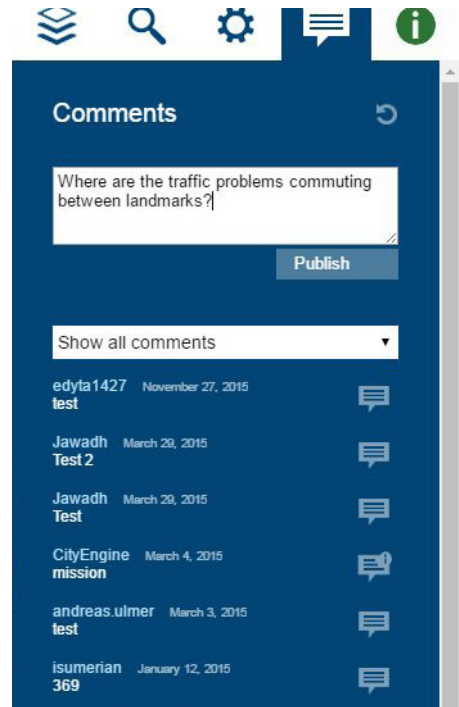 Comments
Where are the traffic problems commuting
between landmarks?
Publish
Show all comments
edyta1427 November 27, 2015
test
Jawadh March 29, 2015
Test 2
Jawadh March 29, 2015
Test
CityEngine March 4, 2015
mission
andreas.ulmer March 3, 2015
test
isumerian January 12, 2015
369